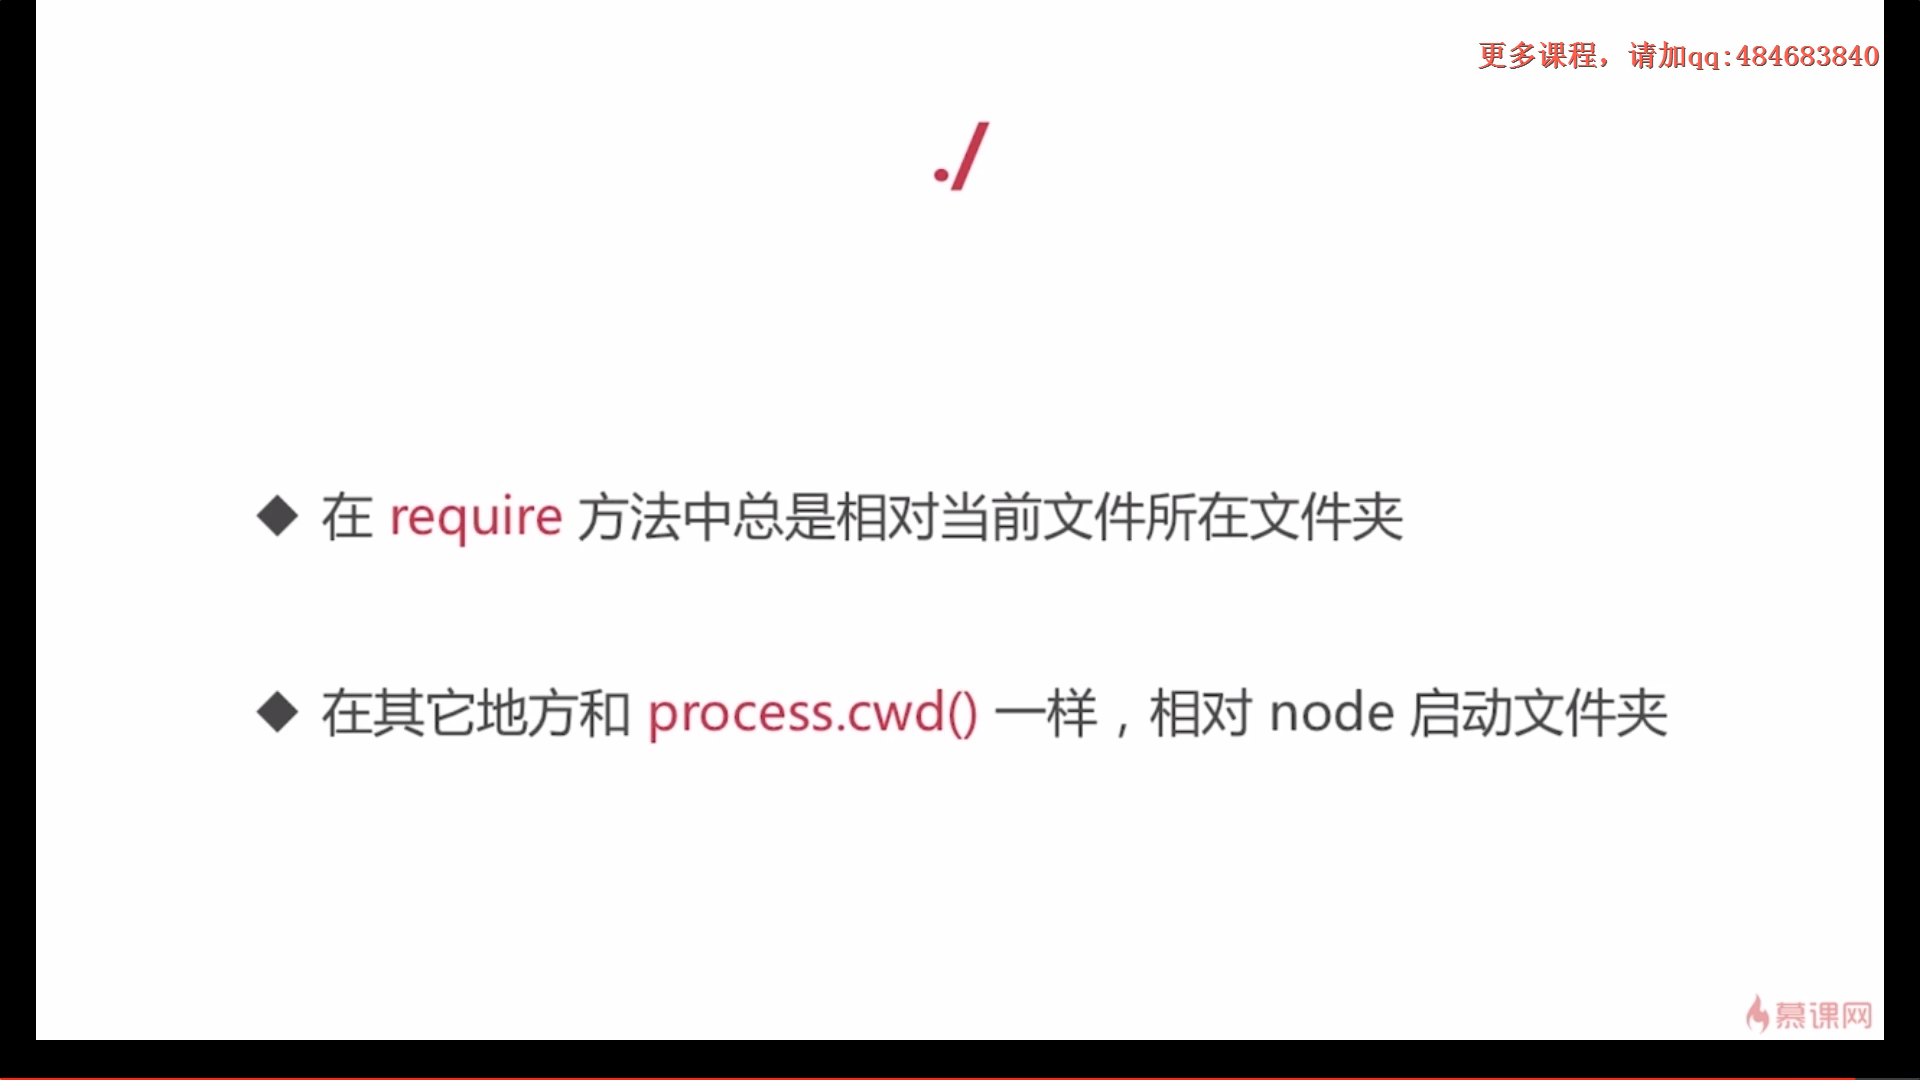 更多课程，请加qq:484683840
./
◆ 在 require 方法中总是相对当前文件所在文件夹
◆ 在其它地方和 process.cwd() 一样，相对 node 启动文件夹
慕课网